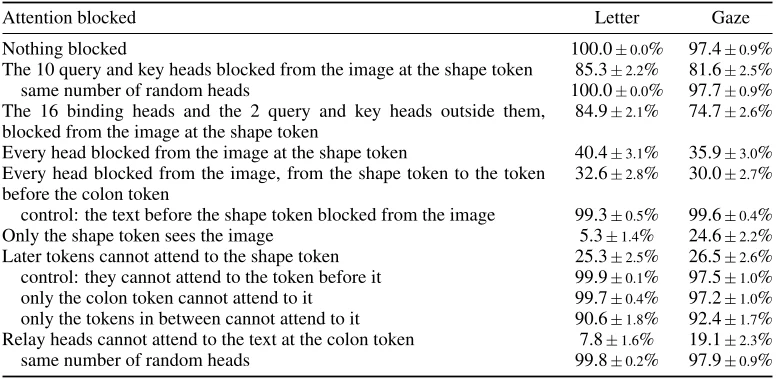 Attention blocked Letter Gaze
Nothing blocked 100.0 ± 0.0% 97.4 ± 0.9%
The 10 query and key heads blocked from the image at the shape token 85.3 ± 2.2% 81.6 ± 2.5%
same number of random heads 100.0 ± 0.0% 97.7 ± 0.9%
The 16 binding heads and the 2 query and key heads outside them, 84.9 ± 2.1% 74.7 ± 2.6%
blocked from the image at the shape token
Every head blocked from the image at the shape token 40.4 ± 3.1% 35.9 ± 3.0%
Every head blocked from the image, from the shape token to the token 32.6 ± 2.8% 30.0 ± 2.7%
before the colon token
control: the text before the shape token blocked from the image 99.3 ± 0.5% 99.6 ± 0.4%
Only the shape token sees the image 5.3 ± 1.4% 24.6 ± 2.2%
Later tokens cannot attend to the shape token 25.3 ± 2.5% 26.5 ± 2.6%
control: they cannot attend to the token before it 99.9 ± 0.1% 97.5 ± 1.0%
only the colon token cannot attend to it 99.7 ± 0.4% 97.2 ± 1.0%
only the tokens in between cannot attend to it 90.6 ± 1.8% 92.4 ± 1.7%
Relay heads cannot attend to the text at the colon token 7.8 ± 1.6% 19.1 ± 2.3%
same number of random heads 99.8 ± 0.2% 97.9 ± 0.9%